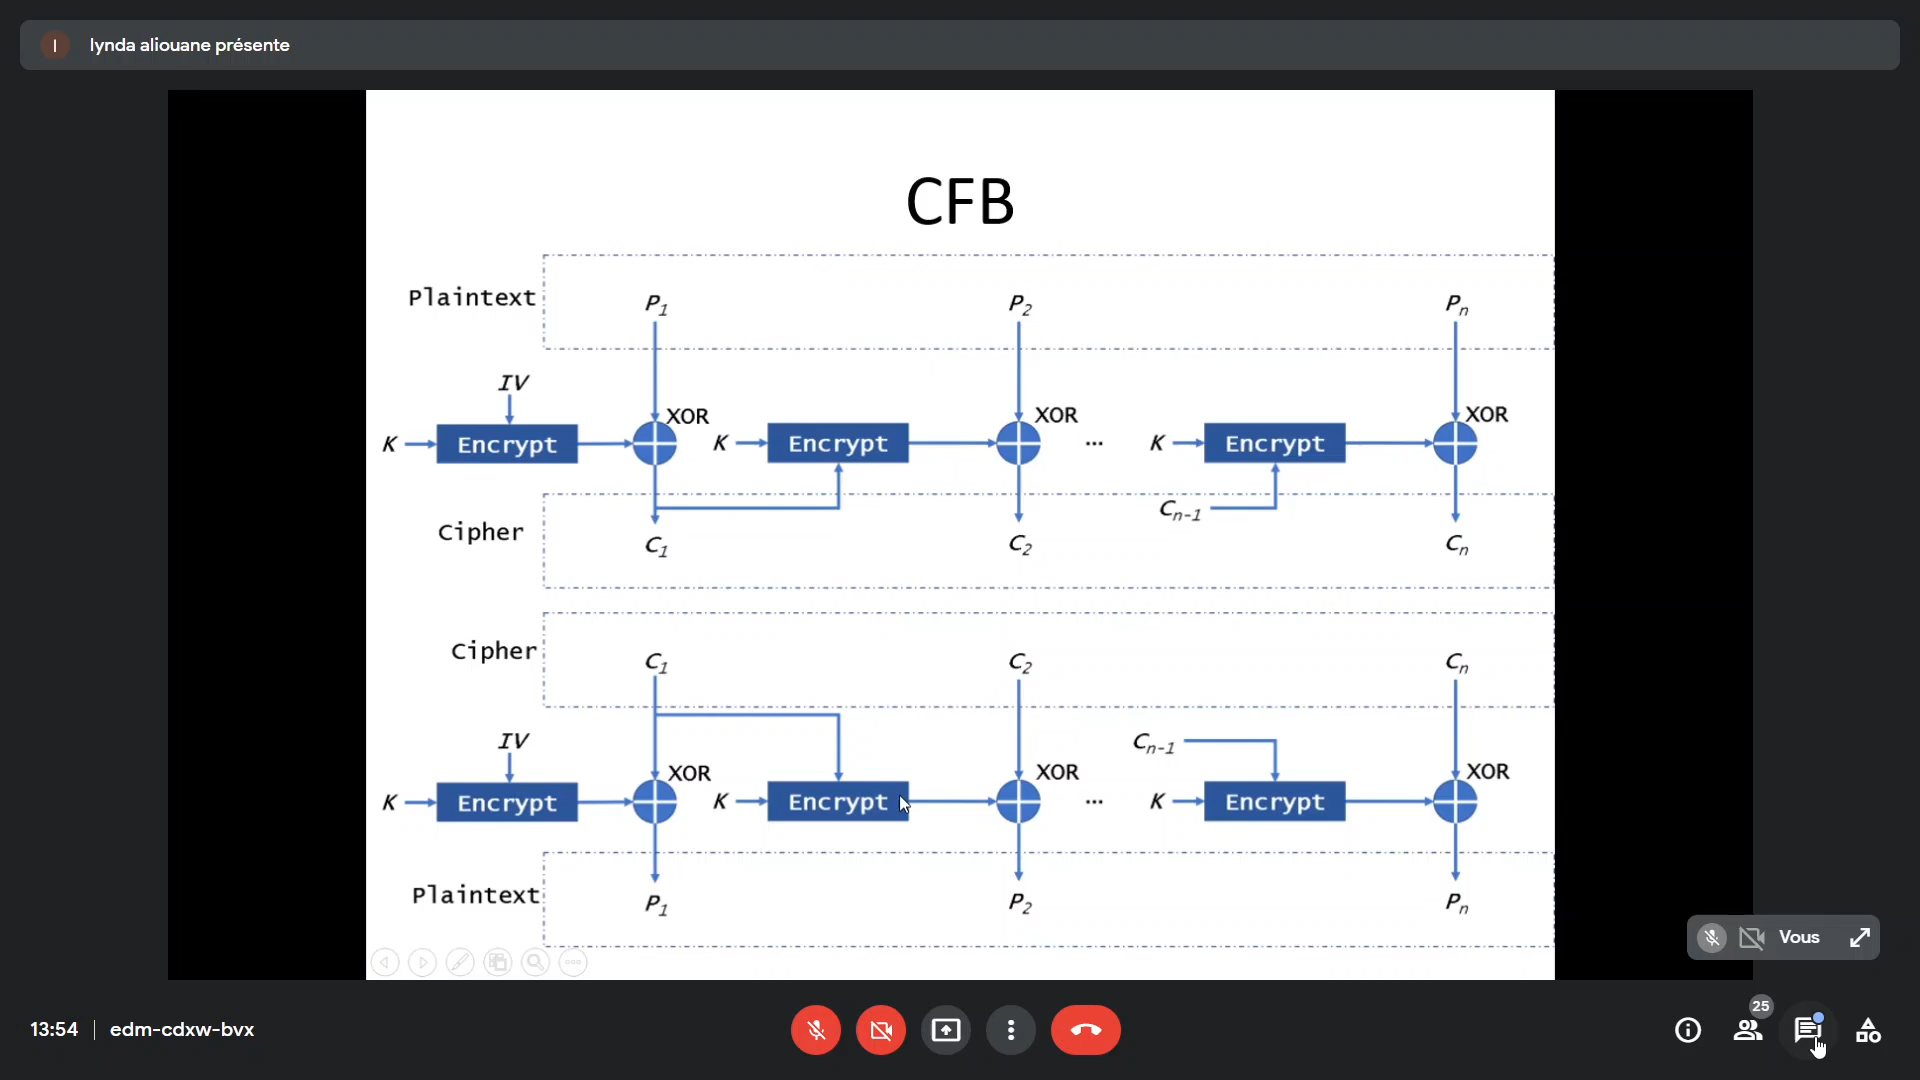 I lynda aliouane présente
CFB
Plaintext P1 P2 Pn
IV
XOR XOR XOR
K Encrypt K Encrypt ... K Encrypt
Cn-1
Cipher C1 C2 Cn
Cipher C1 C2 Cn
IV Cn-1
XOR XOR XOR
K Encrypt K Encrypt ... K Encrypt
Plaintext P1 P2 Pn
Vous
25
13:54 | edm-cdxw-bvx